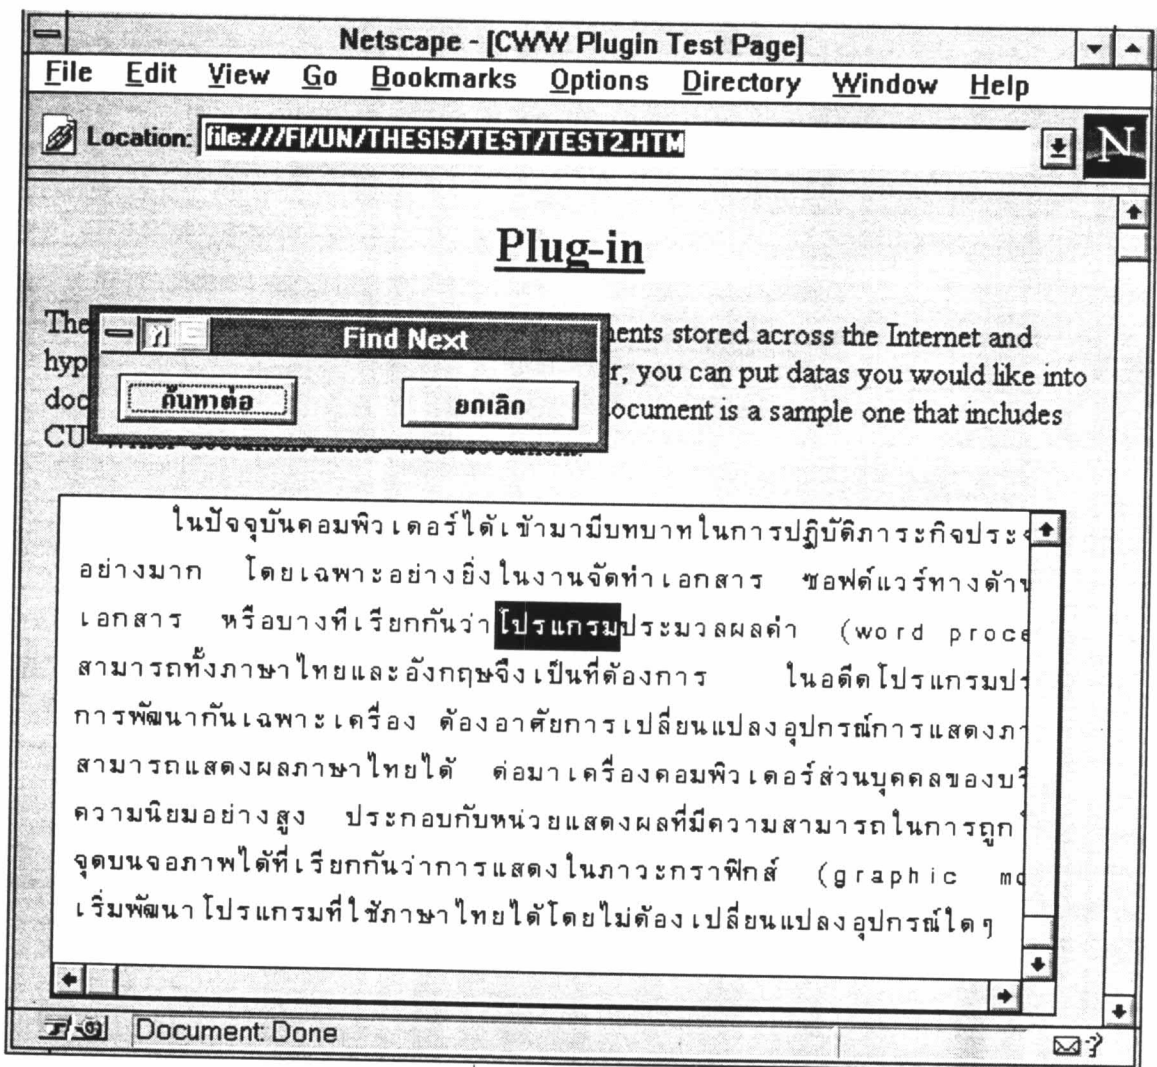 Netscape - [CWW Plugin Test Page]
File Edit View Go Bookmarks Options Directory Window Help
Location: file:///F|/UN/THESIS/TEST/TEST2.HTM
N
Plug-in
The
ments stored across the Internet and
hyp
r, you can put datas you would like into
doc
ocument is a sample one that includes
CU
Find Next
ค้นหาต่อ ยกเลิก
ในปัจจุบันคอมพิวเตอร์ได้เข้ามามีบทบาทในการปฏิบัติภาระกิจประจ
อย่างมาก โดยเฉพาะอย่างยิ่งในงานจัดทำเอกสาร ซอฟต์แวร์ทางด้าน
เอกสาร หรือบางทีเรียกกันว่าโปรแกรมประมวลผลคำ (word proce
สามารถทั้งภาษาไทยและอังกฤษจึงเป็นที่ต้องการ ในอดีตโปรแกรมปร
การพัฒนากันเฉพาะเครื่อง ต้องอาศัยการเปลี่ยนแปลงอุปกรณ์การแสดงภา
สามารถแสดงผลภาษาไทยได้ ต่อมาเครื่องคอมพิวเตอร์ส่วนบุคคลของบริ
ความนิยมอย่างสูง ประกอบกับหน่วยแสดงผลที่มีความสามารถในการถูกโ
จุดบนจอภาพได้ที่เรียกกันว่าการแสดงในภาวะกราฟิกส์ (graphic mo
เริ่มพัฒนาโปรแกรมที่ใช้ภาษาไทยได้โดยไม่ต้องเปลี่ยนแปลงอุปกรณ์ใดๆ
Document: Done